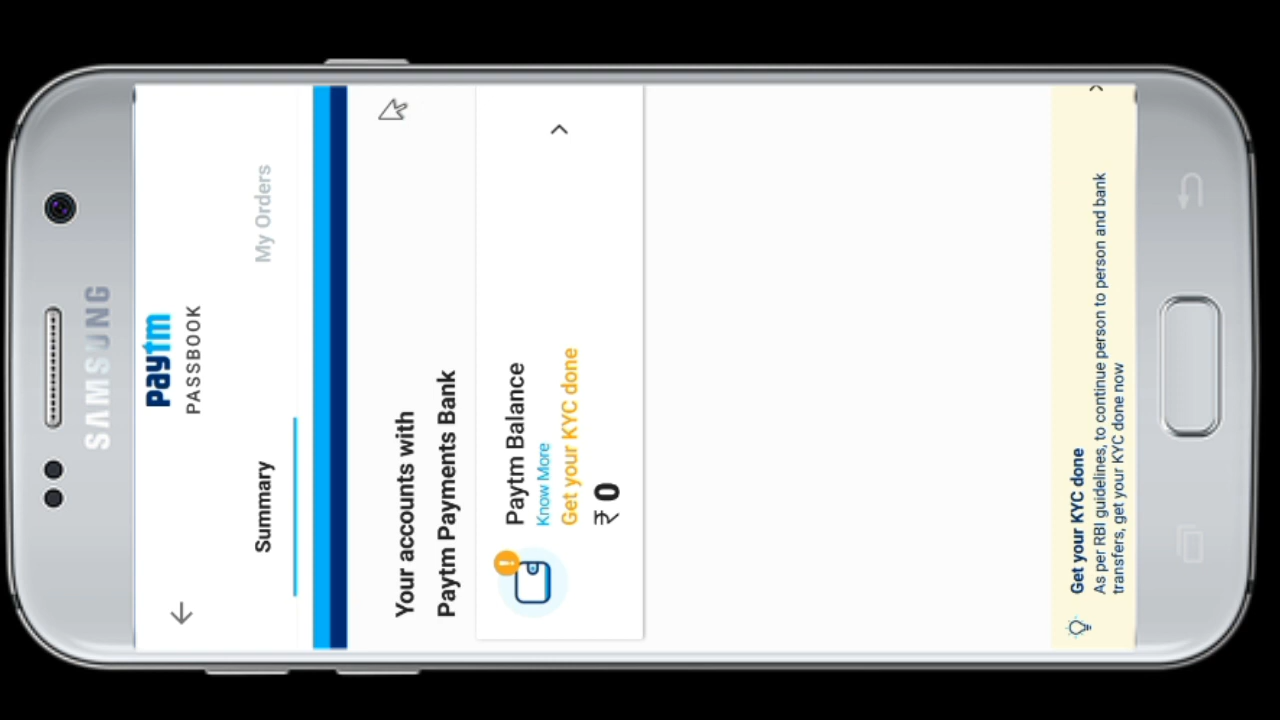 SAMSUNG
Paytm
PASSBOOK
Summary
My Orders
Your accounts with
Paytm Payments Bank
Paytm Balance
Know More
Get your KYC done
₹ 0
Get your KYC done
As per RBI guidelines, to continue person to person and bank
transfers, get your KYC done now